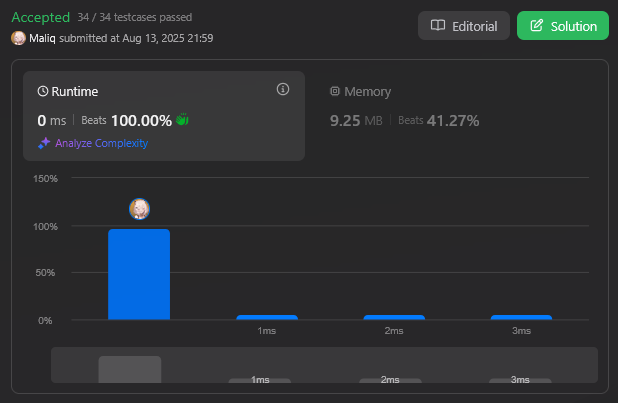 Accepted 34 / 34 testcases passed
Maliq submitted at Aug 13, 2025 21:59
Editorial
Solution
Runtime
0 ms | Beats 100.00%
Analyze Complexity
Memory
9.25 MB | Beats 41.27%
150%
100%
50%
0%
1ms 2ms 3ms
1ms 2ms 3ms